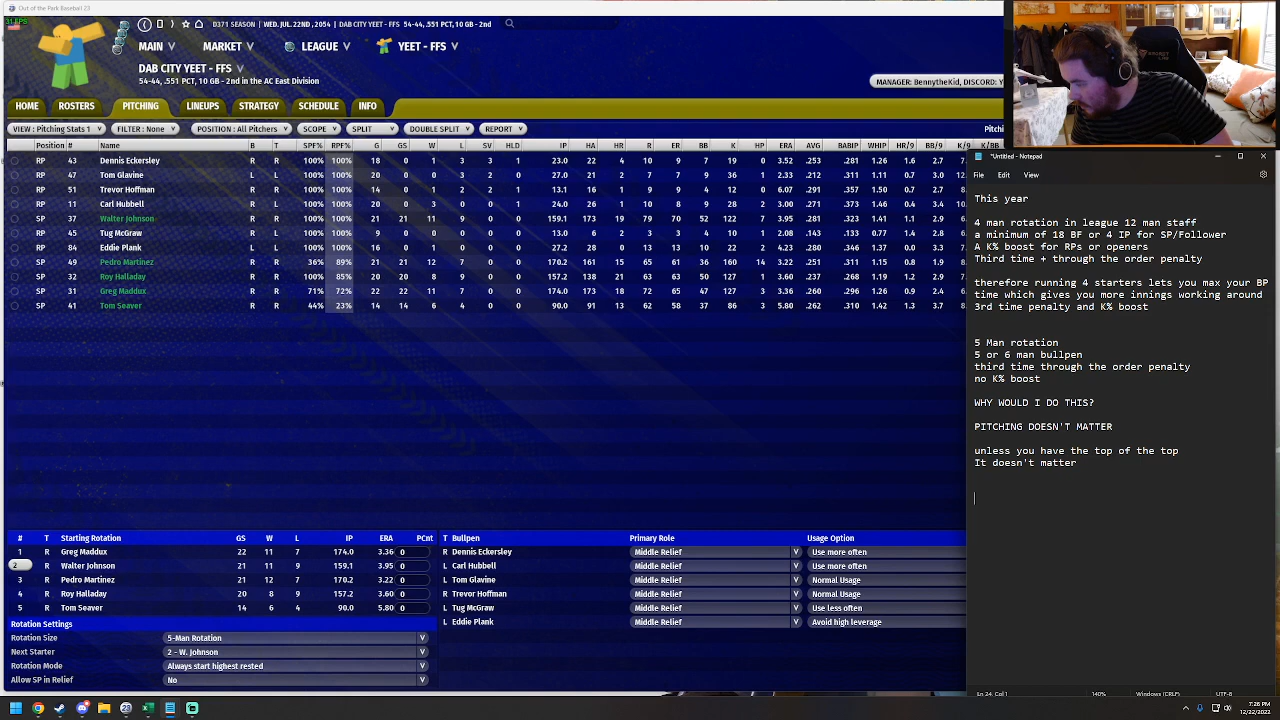 Out of the Park Baseball 23
D371 SEASON | WED. JUL. 22ND, 2054 | DAB CITY YEET - FFS 54-44, .551 PCT, 10 GB - 2nd
MAIN MARKET LEAGUE YEET - FFS
DAB CITY YEET - FFS
54-44, .551 PCT, 10 GB - 2nd in the AC East Division
MANAGER: BennytheKid, DISCORD: Y
HOME ROSTERS PITCHING LINEUPS STRATEGY SCHEDULE INFO
VIEW : Pitching Stats 1 FILTER : None POSITION : All Pitchers SCOPE SPLIT DOUBLE SPLIT REPORT Pitchi
Position # Name B T SPF% RPF% G GS W L SV HLD IP HA HR R ER BB K HP ERA AVG BABIP WHIP HR/9 BB/9 K/9 K/BB
RP 43 Dennis Eckersley R R 100% 100% 18 0 1 3 3 1 23.0 22 4 10 9 7 19 0 3.52 .253 .281 1.26 1.6 2.7
RP 47 Tom Glavine L L 100% 100% 20 0 0 3 2 0 27.0 21 2 7 7 9 36 1 2.33 .212 .311 1.11 0.7 3.0 12.
RP 51 Trevor Hoffman R R 100% 100% 14 0 1 1 0 0 13.1 16 1 9 9 4 12 0 6.07 .291 .357 1.50 0.7 2.7 8.
RP 11 Carl Hubbell R L 100% 100% 20 0 3 0 0 1 24.0 26 1 10 8 9 28 2 3.00 .271 .373 1.46 0.4 3.4 10.
SP 37 Walter Johnson R R 100% 100% 21 21 11 9 0 0 159.1 173 19 79 70 52 122 7 3.95 .281 .323 1.41 1.1 2.9
SP 45 Tug McGraw R L 100% 100% 16 0 0 0 0 0 13.0 6 2 3 3 4 10 1 2.08 .143 .133 0.77 1.4 2.8
RP 84 Eddie Plank L L 100% 100% 16 0 1 0 0 0 27.2 28 0 13 13 10 22 2 4.23 .280 .346 1.37 0.0 3.3
SP 49 Pedro Martinez R R 36% 89% 21 21 12 7 0 0 170.2 161 15 65 61 36 160 14 3.22 .251 .311 1.15 0.8 1.9
SP 32 Roy Halladay R R 100% 85% 20 20 8 9 0 0 157.2 138 21 63 63 50 127 1 3.60 .237 .268 1.19 1.2 2.9
SP 31 Greg Maddux R R 71% 72% 22 22 11 7 0 0 174.0 173 18 72 65 47 127 3 3.36 .260 .296 1.26 0.9 2.4
SP 41 Tom Seaver R R 44% 23% 14 14 6 4 0 0 90.0 91 13 62 58 37 86 3 5.80 .262 .310 1.42 1.3 3.7
# T Starting Rotation GS W L IP ERA PCnt T Bullpen Primary Role Usage Option
1 R Greg Maddux 22 11 7 174.0 3.36 0 R Dennis Eckersley Middle Relief Use more often
2 R Walter Johnson 21 11 9 159.1 3.95 0 L Carl Hubbell Middle Relief Use more often
3 R Pedro Martinez 21 12 7 170.2 3.22 0 L Tom Glavine Middle Relief Normal Usage
4 R Roy Halladay 20 8 9 157.2 3.60 0 R Trevor Hoffman Middle Relief Normal Usage
5 R Tom Seaver 14 6 4 90.0 5.80 0 L Tug McGraw Middle Relief Use less often
L Eddie Plank Middle Relief Avoid high leverage
Rotation Settings
Rotation Size 5-Man Rotation
Next Starter 2 - W. Johnson
Rotation Mode Always start highest rested
Allow SP in Relief No
*Untitled - Notepad
File Edit View
This year
4 man rotation in league 12 man staff
a minimum of 18 BF or 4 IP for SP/Follower
A K% boost for RPs or openers
Third time + through the order penalty
therefore running 4 starters lets you max your BP
time which gives you more innings working around
3rd time penalty and K% boost
5 Man rotation
5 or 6 man bullpen
third time through the order penalty
no K% boost
WHY WOULD I DO THIS?
PITCHING DOESN'T MATTER
unless you have the top of the top
It doesn't matter
Ln 24, Col 1 140% Windows (CRLF) UTF-8
7:26 PM
12/22/2022